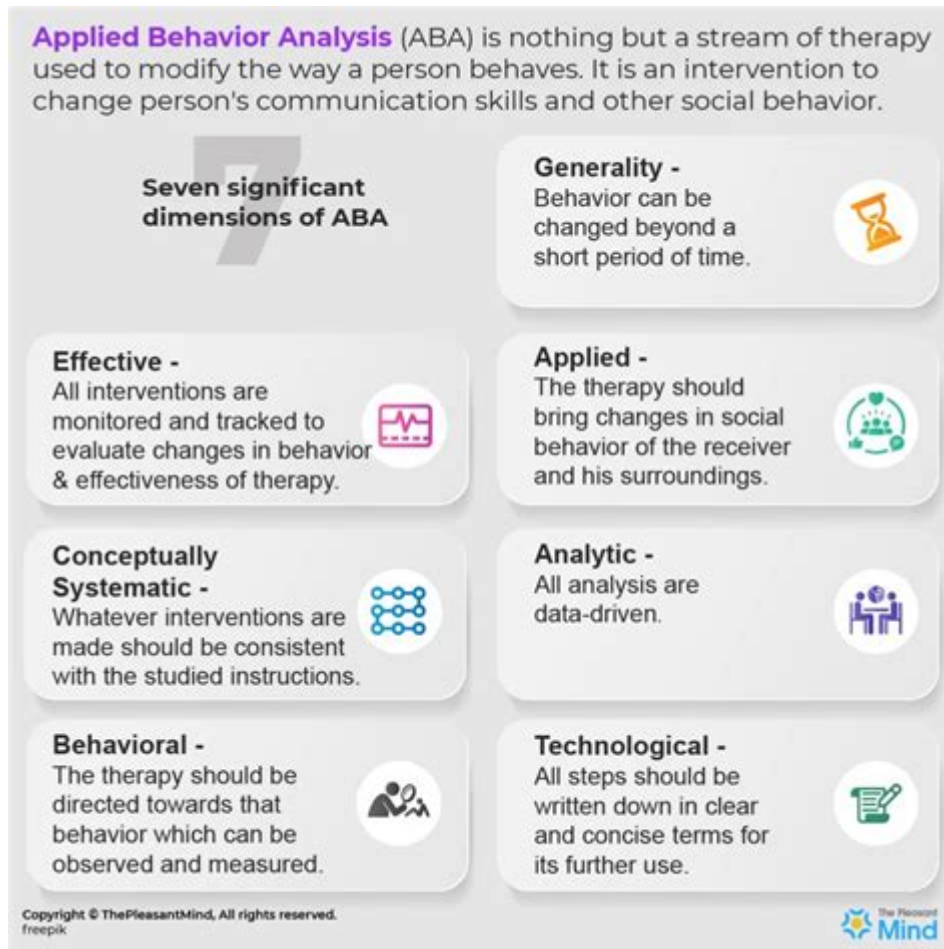 Applied Behavior Analysis (ABA) is nothing but a stream of therapy
used to modify the way a person behaves. It is an intervention to
change person's communication skills and other social behavior.
7
Seven significant
dimensions of ABA
Generality -
Behavior can be
changed beyond a
short period of time.
Effective -
All interventions are
monitored and tracked to
evaluate changes in behavior
& effectiveness of therapy.
Applied -
The therapy should
bring changes in social
behavior of the receiver
and his surroundings.
Conceptually
Systematic -
Whatever interventions are
made should be consistent
with the studied instructions.
Analytic -
All analysis are
data-driven.
Behavioral -
The therapy should be
directed towards that
behavior which can be
observed and measured.
Technological -
All steps should be
written down in clear
and concise terms for
its further use.
Copyright © ThePleasantMind, All rights reserved.
freepik
The Pleasant
Mind